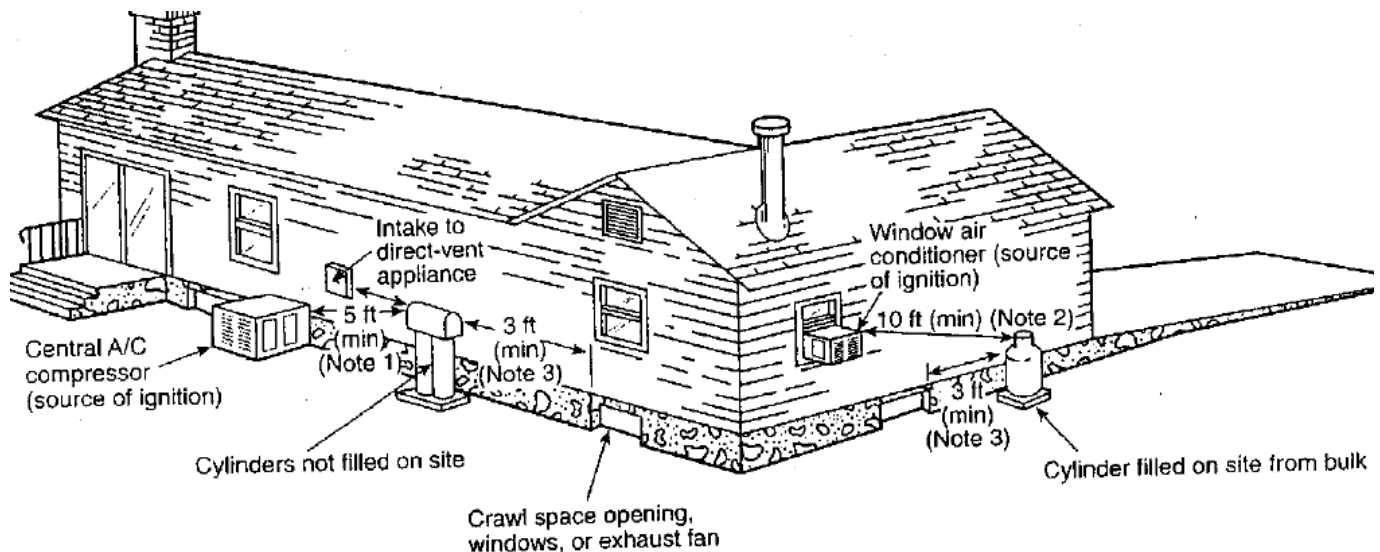 Intake to
direct-vent
appliance
Window air
conditioner (source
of ignition)
5 ft
(min)
(Note 1)
3 ft
(min)
(Note 3)
10 ft (min) (Note 2)
Central A/C
compressor
(source of ignition)
3 ft
(min)
(Note 3)
Cylinders not filled on site
Cylinder filled on site from bulk
Crawl space opening,
windows, or exhaust fan